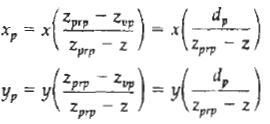 x_p = x( (z_prp − z_vp) / (z_prp − z) ) = x( d_p / (z_prp − z) )
y_p = y( (z_prp − z_vp) / (z_prp − z) ) = y( d_p / (z_prp − z) )